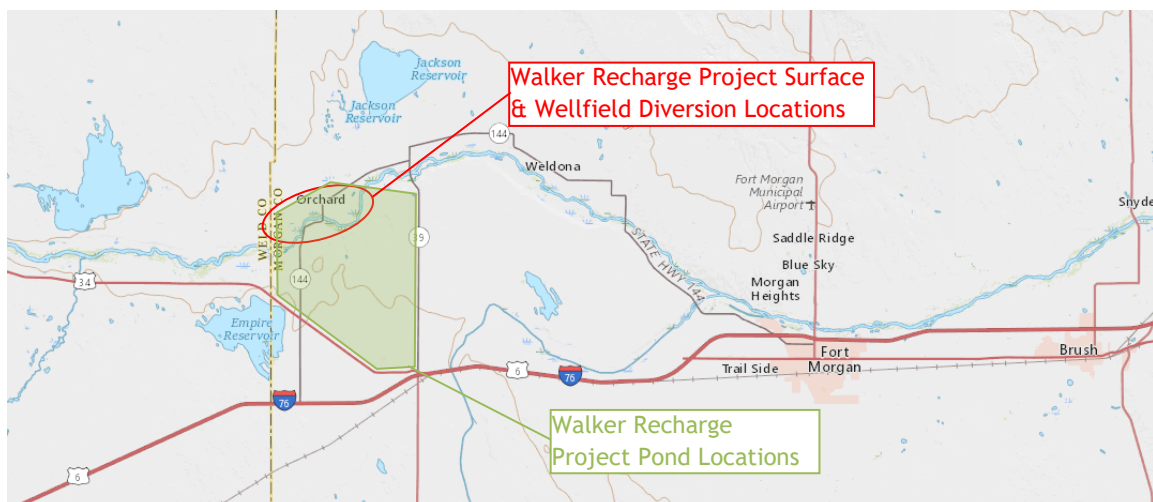 Jackson
Reservoir
Jackson
Reservoir
Walker Recharge Project Surface
& Wellfield Diversion Locations
144
Weldona
Fort Morgan
Municipal
Airport
Orchard
WELD CO
MORGAN CO
39
Snyde
Saddle Ridge
Blue Sky
STATE HWY 144
Morgan
Heights
34
144
Empire
Reservoir
Fort
Morgan
Brush
Trail Side
6
76
76
Walker Recharge
Project Pond Locations
6